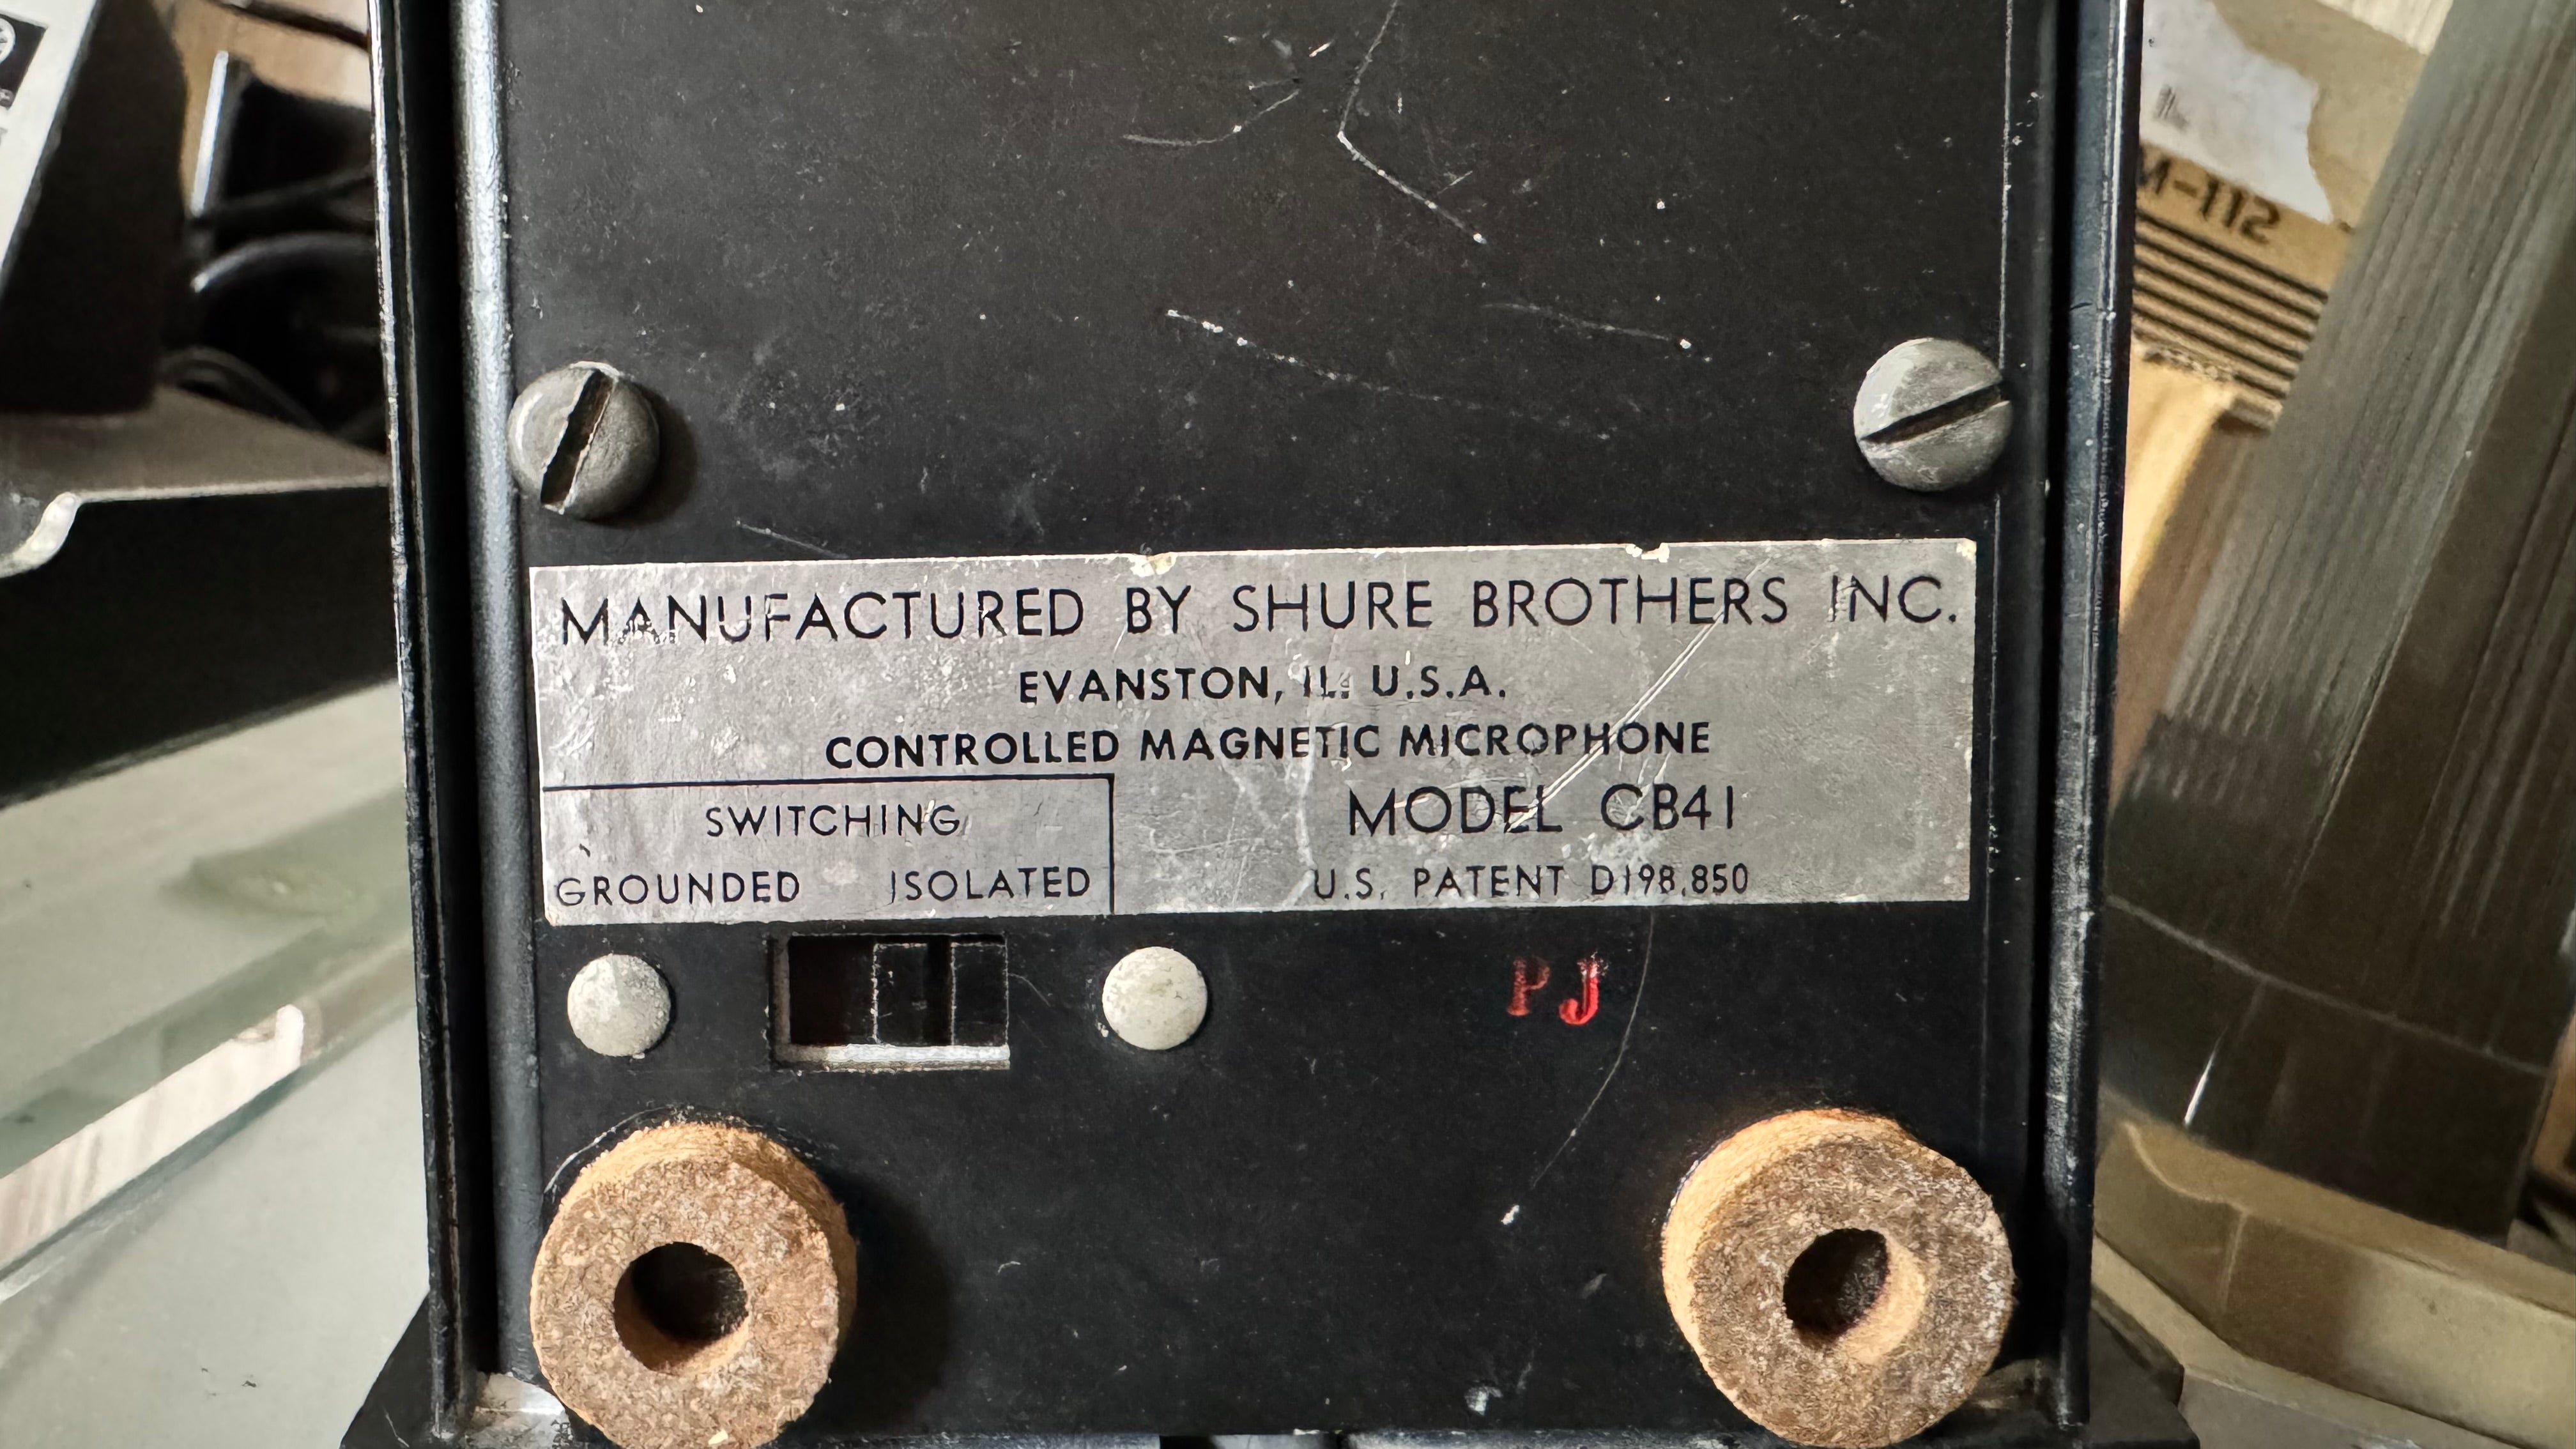 MANUFACTURED BY SHURE BROTHERS INC.
EVANSTON, IL. U.S.A.
CONTROLLED MAGNETIC MICROPHONE
SWITCHING
GROUNDED ISOLATED
MODEL CB41
U.S. PATENT D198,850
PJ